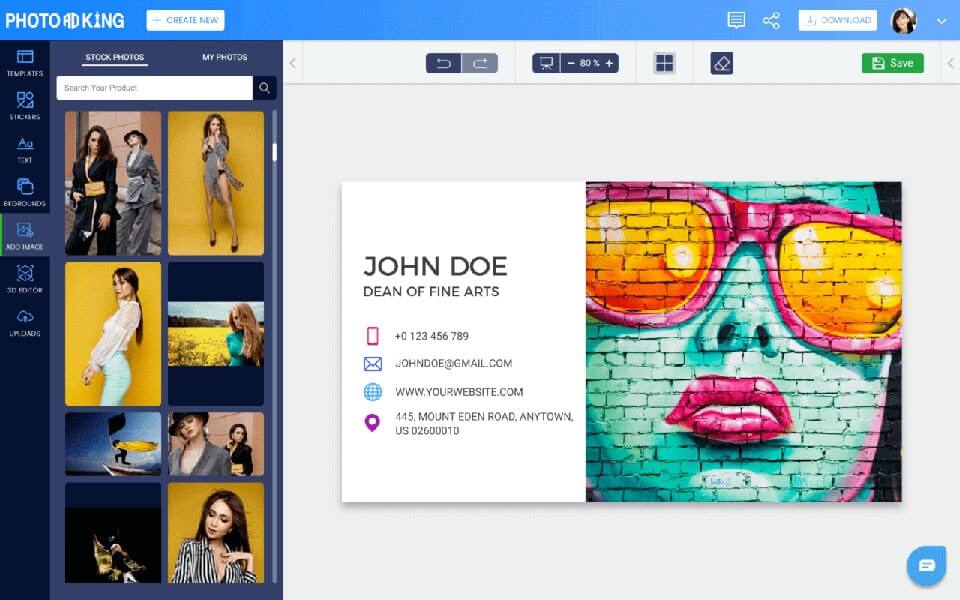 PHOTOADKING
+ CREATE NEW
DOWNLOAD
TEMPLATES
STICKERS
Aa
TEXT
BKGROUNDS
ADD IMAGE
3D EDITOR
UPLOADS
STOCK PHOTOS
MY PHOTOS
Search Your Product
− 80 % +
Save
JOHN DOE
DEAN OF FINE ARTS
+0 123 456 789
JOHNDOE@GMAIL.COM
WWW.YOURWEBSITE.COM
445, MOUNT EDEN ROAD, ANYTOWN,
US 02600010